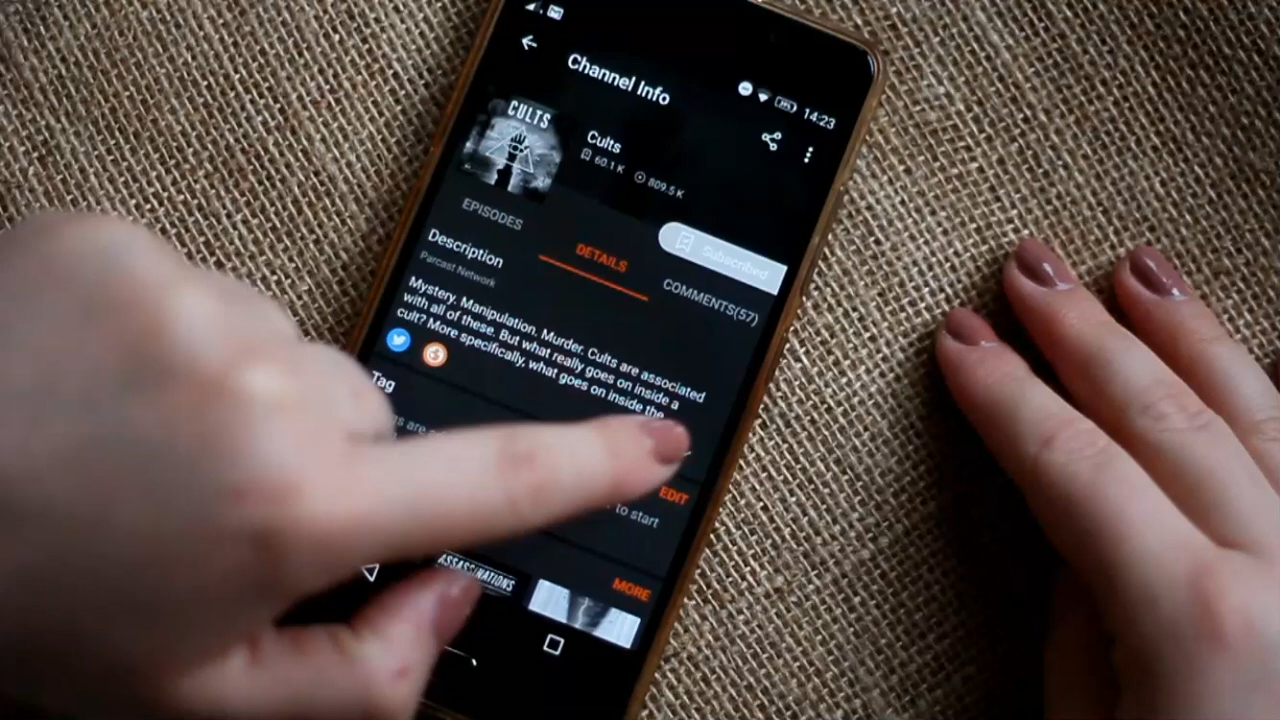 Channel Info
14:23
CULTS
Cults
60.1 K 809.5 K
Subscribed
EPISODES
DETAILS
COMMENTS(57)
Description
Parcast Network
Mystery. Manipulation. Murder. Cults are associated
with all of these. But what really goes on inside a
cult? More specifically, what goes on inside the
Tag
are
EDIT
to start
MORE
ASSASSINATIONS